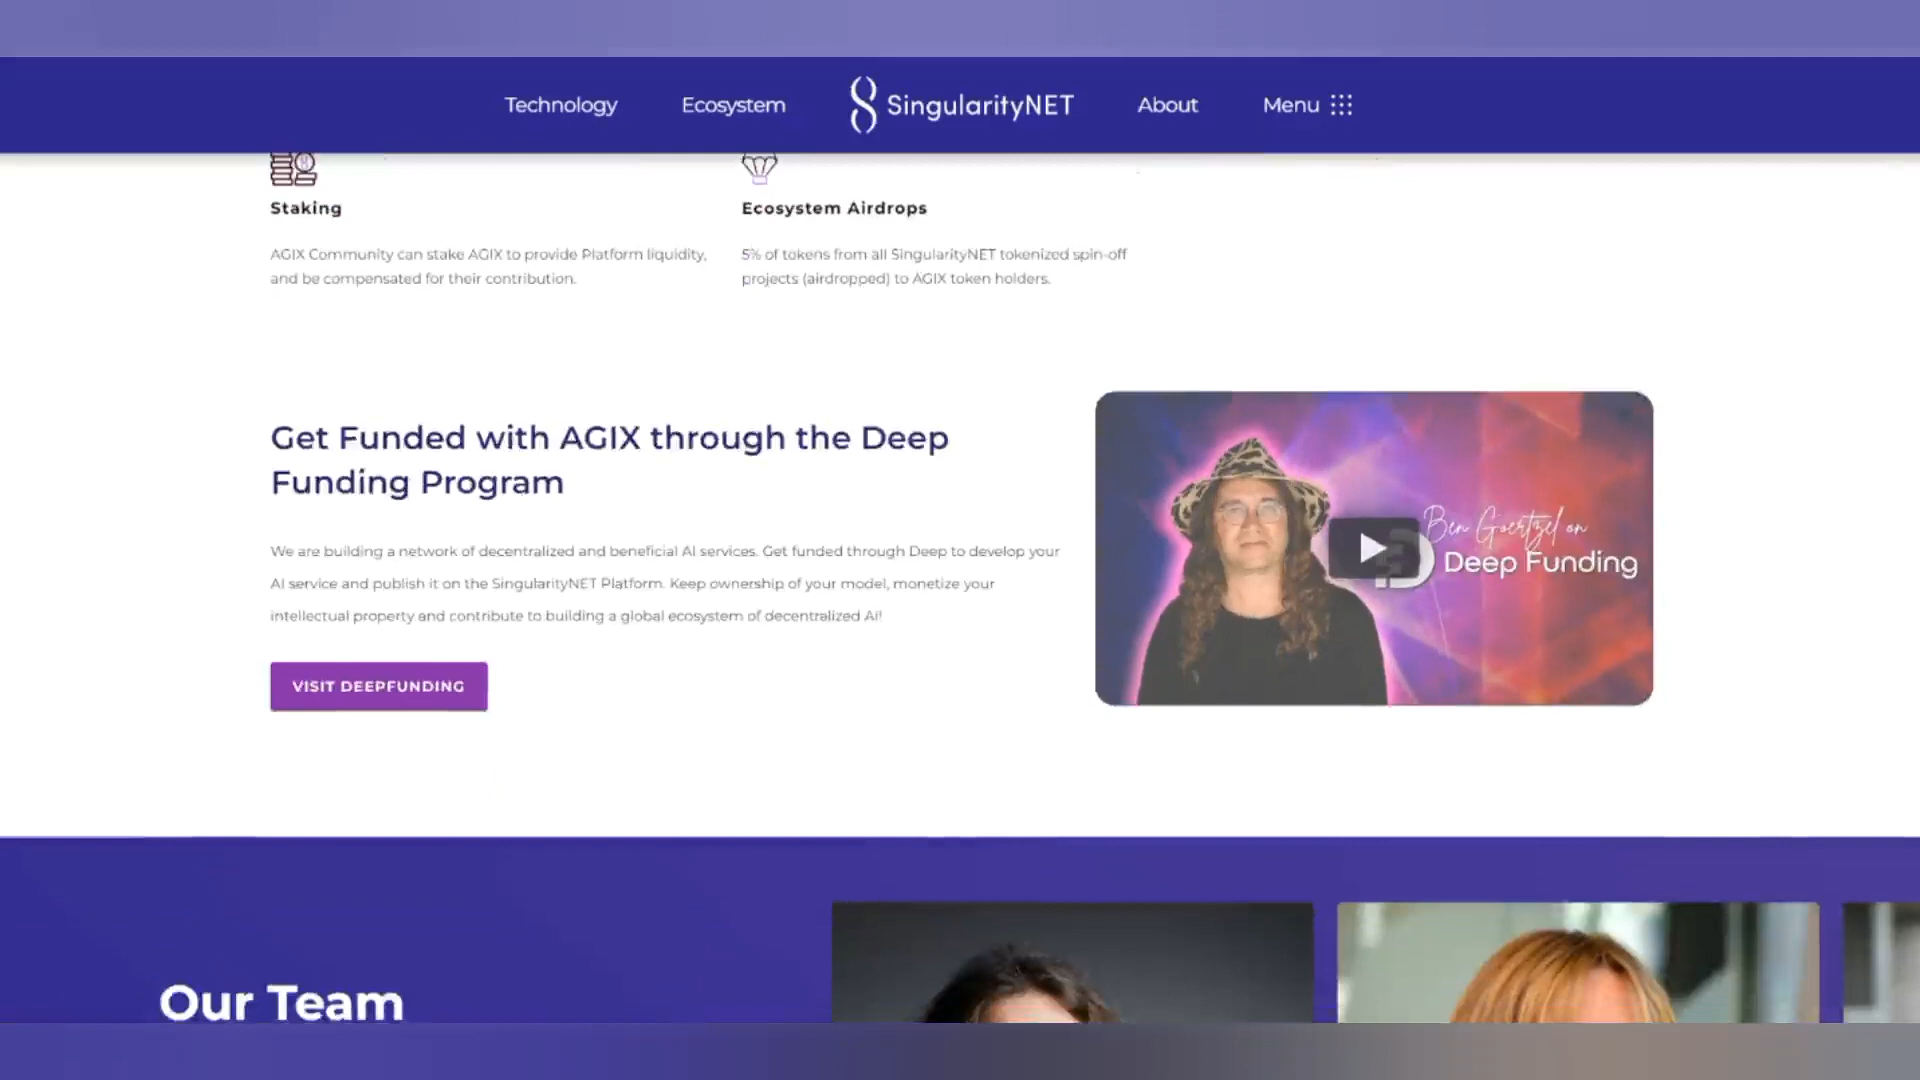 Technology
Ecosystem
SingularityNET
About
Menu
Staking
AGIX Community can stake AGIX to provide Platform liquidity,
and be compensated for their contribution.
Ecosystem Airdrops
5% of tokens from all SingularityNET tokenized spin-off
projects (airdropped) to AGIX token holders.
Get Funded with AGIX through the Deep
Funding Program
We are building a network of decentralized and beneficial AI services. Get funded through Deep to develop your
AI service and publish it on the SingularityNET Platform. Keep ownership of your model, monetize your
intellectual property and contribute to building a global ecosystem of decentralized AI!
VISIT DEEPFUNDING
Ben Goertzel on
Deep Funding
Our Team